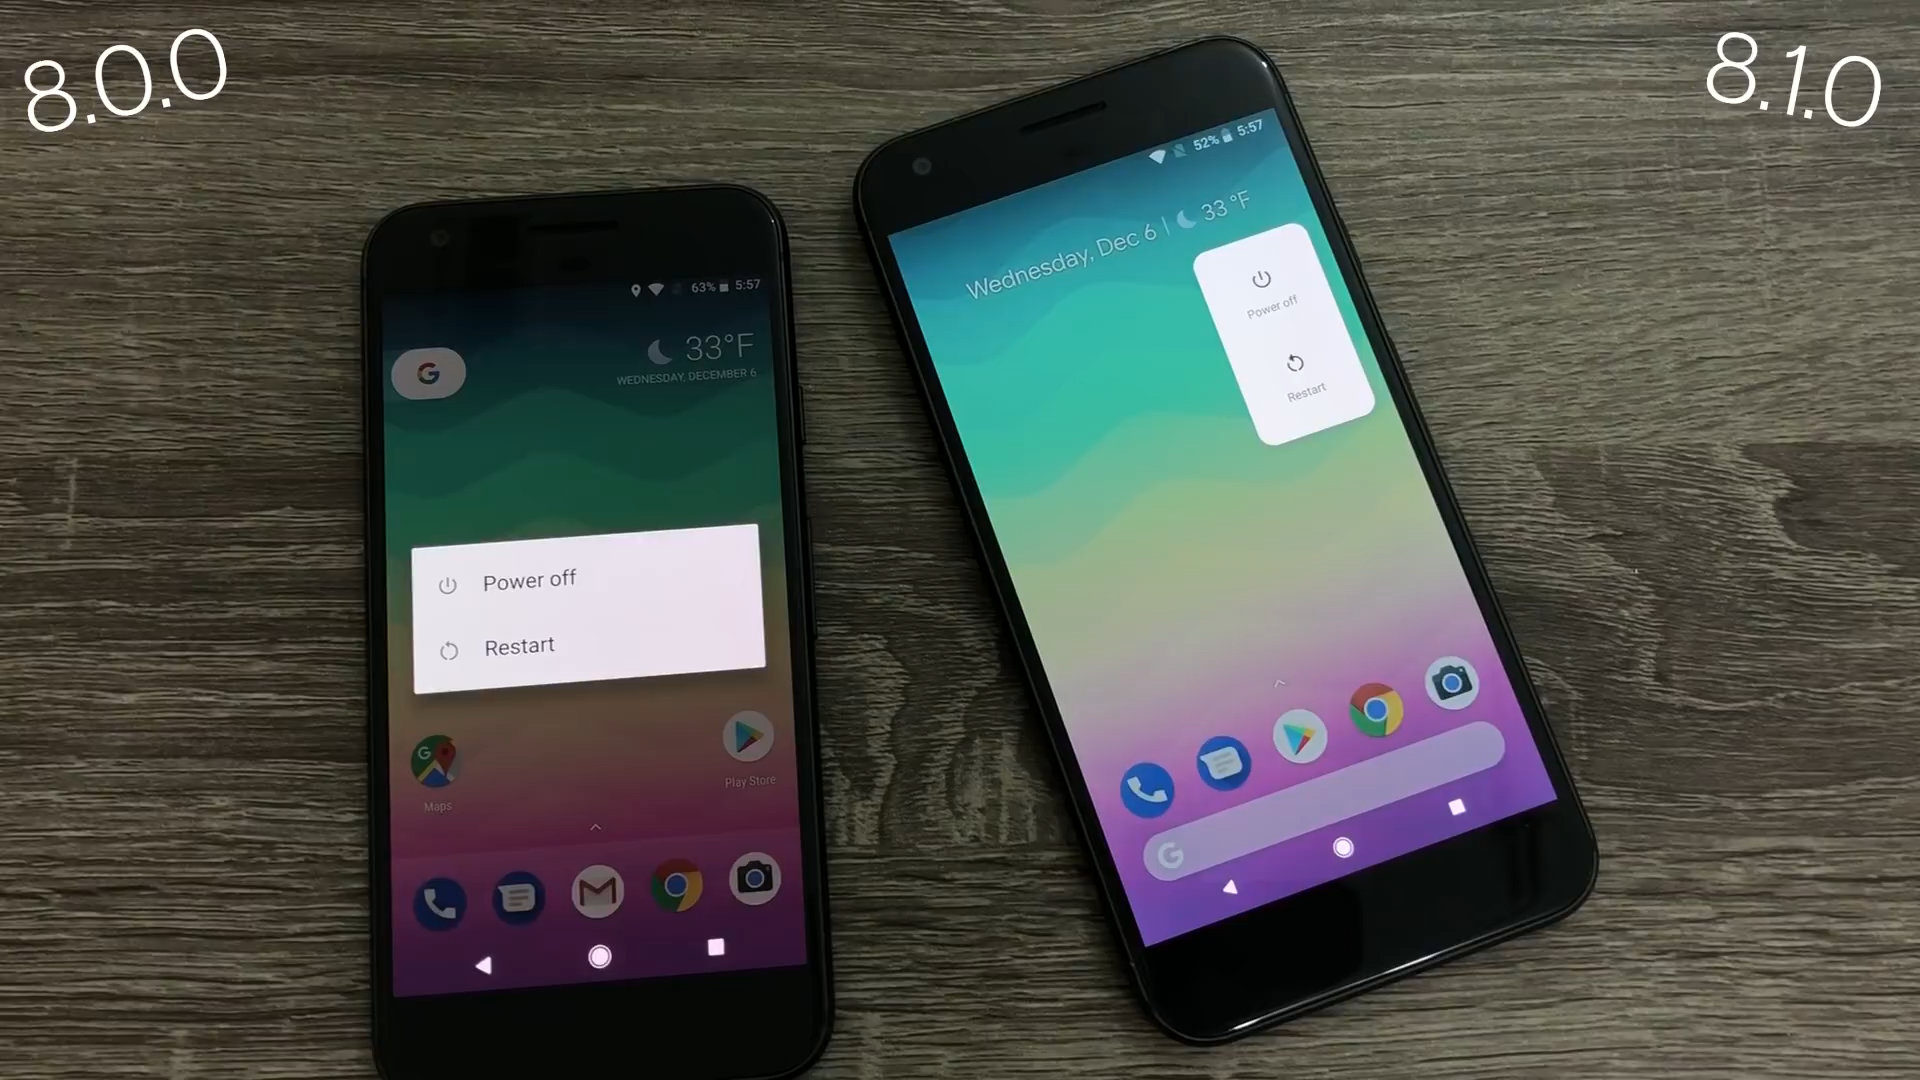 8.0.0
8.1.0
63% 5:57
G
33°F
WEDNESDAY, DECEMBER 6
Power off
Restart
G
Maps
Play Store
52% 5:57
Wednesday, Dec 6 | 33 °F
Power off
Restart
G